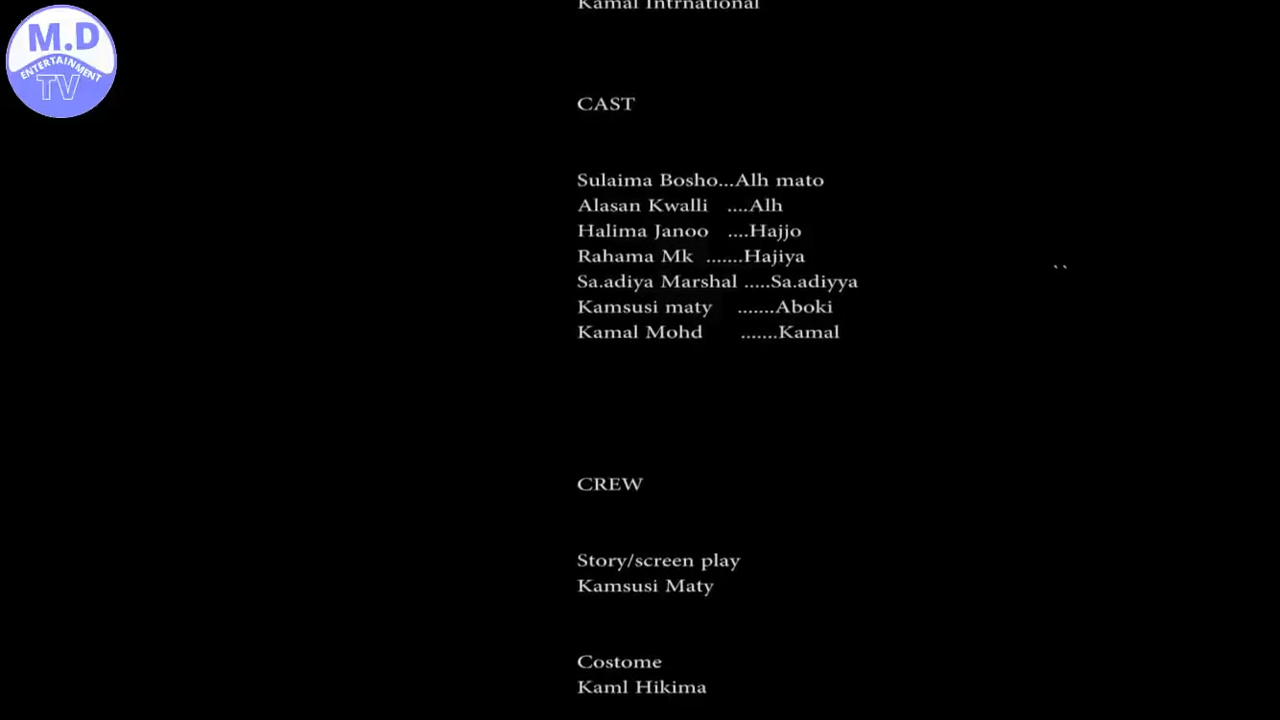 M.D
ENTERTAINMENT
TV
Kamal Intrnational
CAST
Sulaima Bosho...Alh mato
Alasan Kwalli ....Alh
Halima Janoo ....Hajjo
Rahama Mk .......Hajiya
Sa.adiya Marshal .....Sa.adiyya
Kamsusi maty .......Aboki
Kamal Mohd .......Kamal
``
CREW
Story/screen play
Kamsusi Maty
Costome
Kaml Hikima